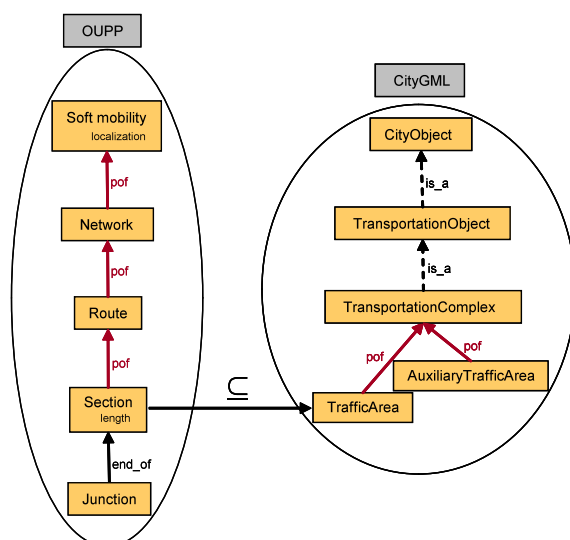 OUPP
Soft mobility
localization
pof
Network
pof
Route
pof
Section
length
end_of
Junction
⊆
CityGML
CityObject
is_a
TransportationObject
is_a
TransportationComplex
pof
pof
AuxiliaryTrafficArea
TrafficArea